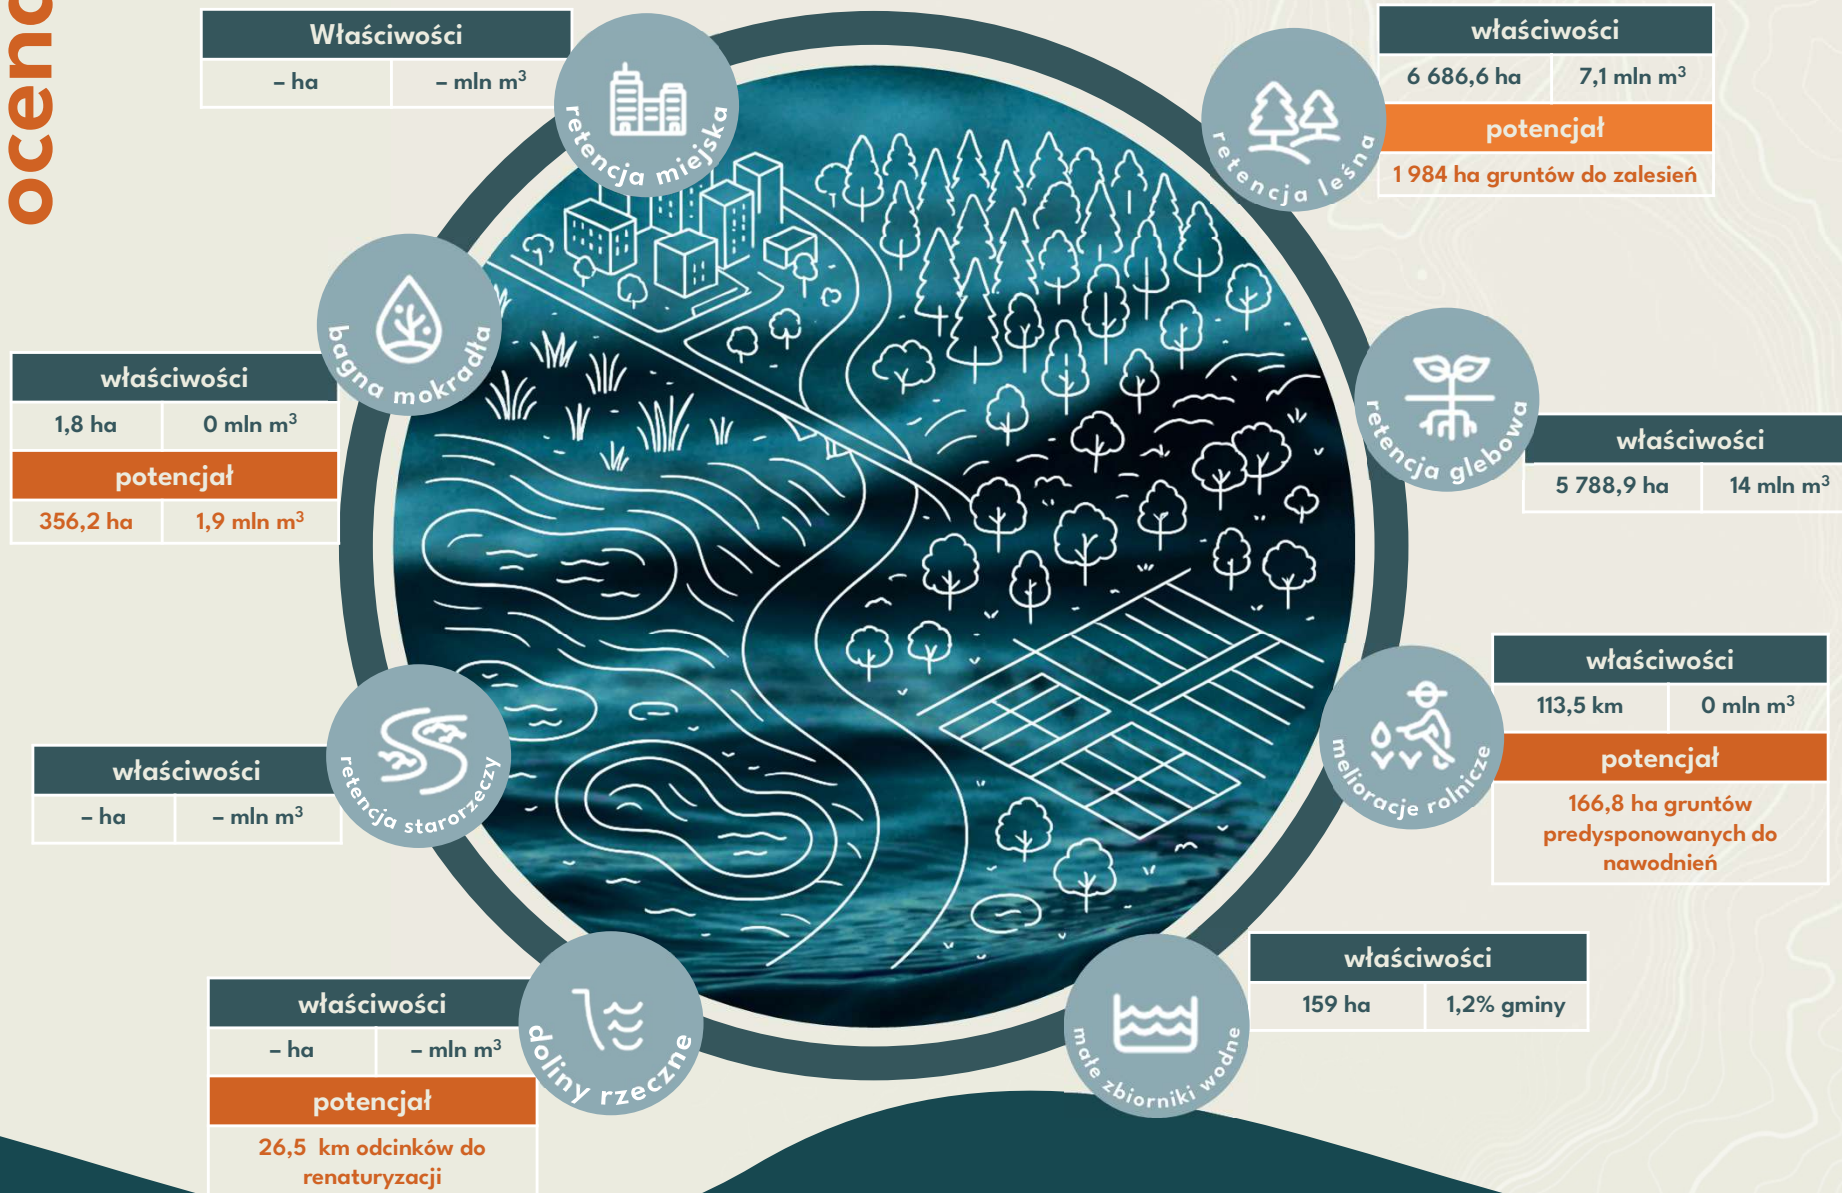 ocena
Właściwości
– ha
– mln m³
retencja miejska
właściwości
6 686,6 ha
7,1 mln m³
potencjał
1 984 ha gruntów do zalesień
retencja leśna
bagna mokradła
właściwości
1,8 ha
0 mln m³
potencjał
356,2 ha
1,9 mln m³
retencja glebowa
właściwości
5 788,9 ha
14 mln m³
właściwości
113,5 km
0 mln m³
potencjał
166,8 ha gruntów
predysponowanych do
nawodnień
melioracje rolnicze
właściwości
– ha
– mln m³
retencja starorzeczy
właściwości
159 ha
1,2% gminy
małe zbiorniki wodne
właściwości
– ha
– mln m³
potencjał
26,5 km odcinków do
renaturyzacji
doliny rzeczne